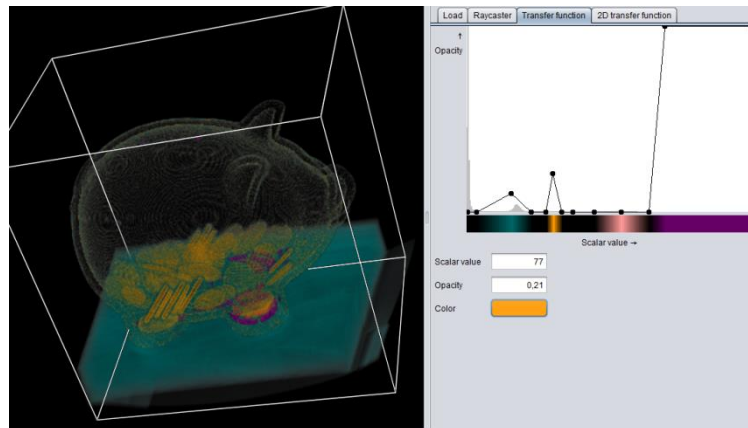 Load Raycaster Transfer function 2D transfer function
↑
Opacity
Scalar value →
Scalar value 77
Opacity 0,21
Color